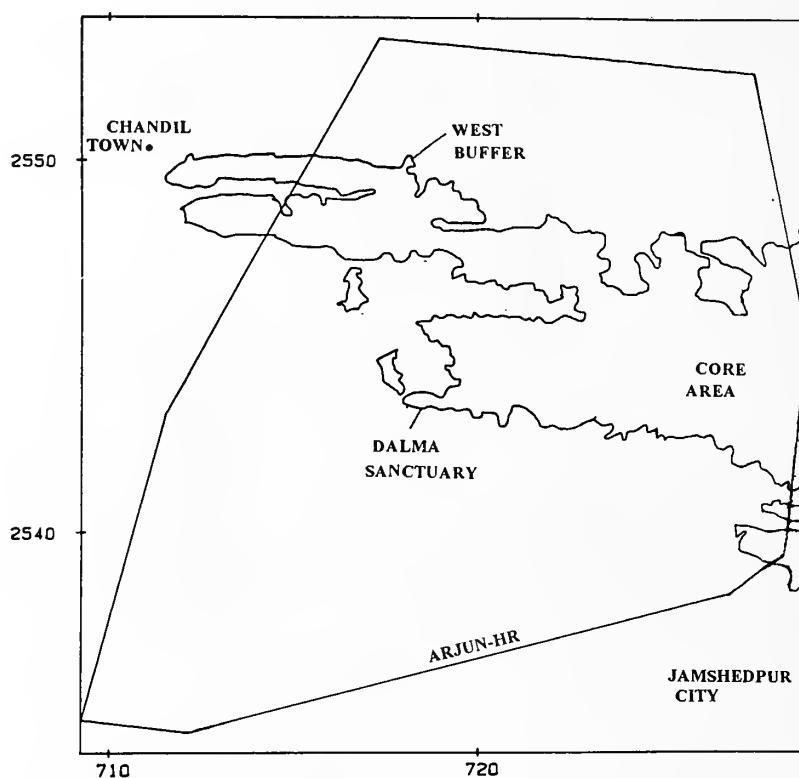 CHANDIL
TOWN
WEST
BUFFER
2550
CORE
AREA
DALMA
SANCTUARY
2540
ARJUN-HR
JAMSHEDPUR
CITY
710
720